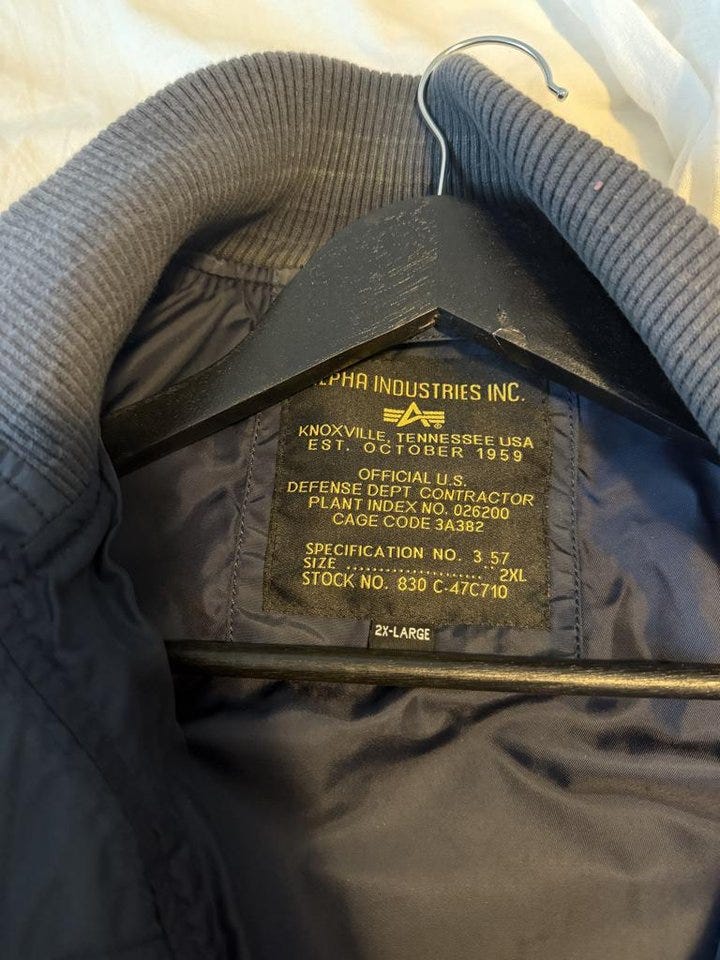 ALPHA INDUSTRIES INC.
KNOXVILLE, TENNESSEE USA
EST. OCTOBER 1959
OFFICIAL U.S.
DEFENSE DEPT CONTRACTOR
PLANT INDEX NO. 026200
CAGE CODE 3A382
SPECIFICATION NO. 3 57
SIZE ...................... 2XL
STOCK NO. 830 C-47C710
2X-LARGE